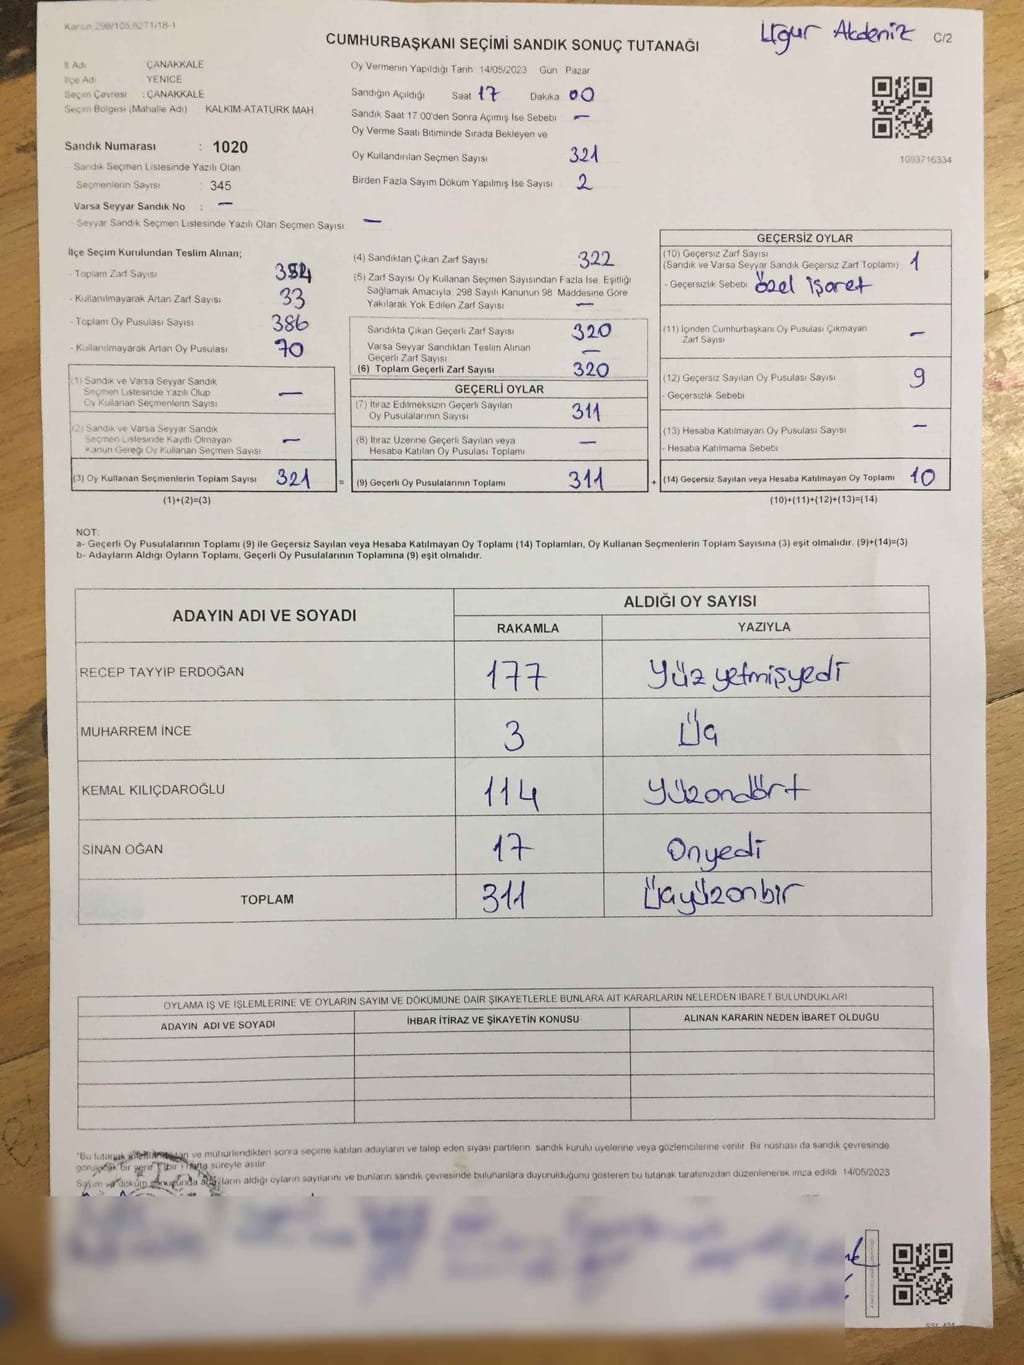 Kanun 298/105,5271/18-1
Uğur Akdeniz C/2
CUMHURBAŞKANI SEÇİMİ SANDIK SONUÇ TUTANAĞI
İl Adı : ÇANAKKALE
İlçe Adı : YENİCE
Seçim Çevresi : ÇANAKKALE
Seçim Bölgesi (Mahalle Adı) KALKIM-ATATÜRK MAH
Sandık Numarası : 1020
Sandık Seçmen Listesinde Yazılı Olan
Seçmenlerin Sayısı : 345
Varsa Seyyar Sandık No : —
- Seyyar Sandık Seçmen Listesinde Yazılı Olan Seçmen Sayısı —
Oy Vermenin Yapıldığı Tarih 14/05/2023 Gün Pazar
Sandığın Açıldığı Saat 17 Dakika 00
Sandık Saat 17 00'den Sonra Açımış İse Sebebi —
Oy Verme Saati Bitiminde Sırada Bekleyen ve
Oy Kullandırılan Seçmen Sayısı 321
Birden Fazla Sayım Döküm Yapılmış İse Sayısı 2
1093716334
İlçe Seçim Kurulundan Teslim Alınan;
- Toplam Zarf Sayısı
- Kullanılmayarak Artan Zarf Sayısı 33
- Toplam Oy Pusulası Sayısı 386
- Kullanılmayarak Artan Oy Pusulası 70
(1) Sandık ve Varsa Seyyar Sandık
Seçmen Listesinde Yazılı Olup
Oy Kullanan Seçmenlerin Sayısı —
(2) Sandık ve Varsa Seyyar Sandık
Seçmen Listesinde Kayıtlı Olmayan
Kanun Gereği Oy Kullanan Seçmen Sayısı —
(3) Oy Kullanan Seçmenlerin Toplam Sayısı 321 =
(1)+(2)=(3)
(4) Sandıktan Çıkan Zarf Sayısı 322
(5) Zarf Sayısı Oy Kullanan Seçmen Sayısından Fazla İse, Eşitliği
Sağlamak Amacıyla, 298 Sayılı Kanunun 98 Maddesine Göre
Yakılarak Yok Edilen Zarf Sayısı —
Sandıkta Çıkan Geçerli Zarf Sayısı 320
Varsa Seyyar Sandıktan Teslim Alınan
Geçerli Zarf Sayısı —
(6) Toplam Geçerli Zarf Sayısı 320
GEÇERLİ OYLAR
(7) İtiraz Edilmeksizin Geçerli Sayılan
Oy Pusulalarının Sayısı 311
(8) İtiraz Üzerine Geçerli Sayılan veya
Hesaba Katılan Oy Pusulası Toplamı —
(9) Geçerli Oy Pusulalarının Toplamı 311 +
GEÇERSİZ OYLAR
(10) Geçersiz Zarf Sayısı
(Sandık ve Varsa Seyyar Sandık Geçersiz Zarf Toplamı) 1
- Geçersizlik Sebebi Özel İşaret
(11) İçinden Cumhurbaşkanı Oy Pusulası Çıkmayan
Zarf Sayısı —
(12) Geçersiz Sayılan Oy Pusulası Sayısı 9
- Geçersizlik Sebebi
(13) Hesaba Katılmayan Oy Pusulası Sayısı —
- Hesaba Katılmama Sebebi
(14) Geçersiz Sayılan veya Hesaba Katılmayan Oy Toplamı 10
(10)+(11)+(12)+(13)=(14)
NOT:
a- Geçerli Oy Pusulalarının Toplamı (9) ile Geçersiz Sayılan veya Hesaba Katılmayan Oy Toplamı (14) Toplamları, Oy Kullanan Seçmenlerin Toplam Sayısına (3) eşit olmalıdır. (9)+(14)=(3)
b- Adayların Aldığı Oyların Toplamı, Geçerli Oy Pusulalarının Toplamına (9) eşit olmalıdır.
ADAYIN ADI VE SOYADI ALDIĞI OY SAYISI
RAKAMLA YAZIYLA
RECEP TAYYIP ERDOĞAN 177 Yüz yetmişyedi
MUHARREM İNCE 3 Üç
KEMAL KILIÇDAROĞLU 114 Yüzondört
SİNAN OĞAN 17 Onyedi
TOPLAM 311 Üçyüzonbir
OYLAMA İŞ VE İŞLEMLERİNE VE OYLARIN SAYIM VE DÖKÜMÜNE DAİR ŞİKAYETLERLE BUNLARA AİT KARARLARIN NELERDEN İBARET BULUNDUKLARI
ADAYIN ADI VE SOYADI İHBAR İTİRAZ VE ŞİKAYETİN KONUSU ALINAN KARARIN NEDEN İBARET OLDUĞU
"Bu tutanak ve mühürlendikten sonra seçime katılan adayların ve talep eden siyasi partilerin sandık kurulu üyelerine veya gözlemcilerine verilir. Bir nüshası da sandık çevresinde
görülecek bir yere bir hafta süreyle asılır
Sayım ve döküm sonucunda adayların aldığı oyların sayılarını ve bunların sandık çevresinde bulunanlara duyurulduğunu gösteren bu tutanak tarafımızdan düzenlenerek imza edildi 14/05/2023